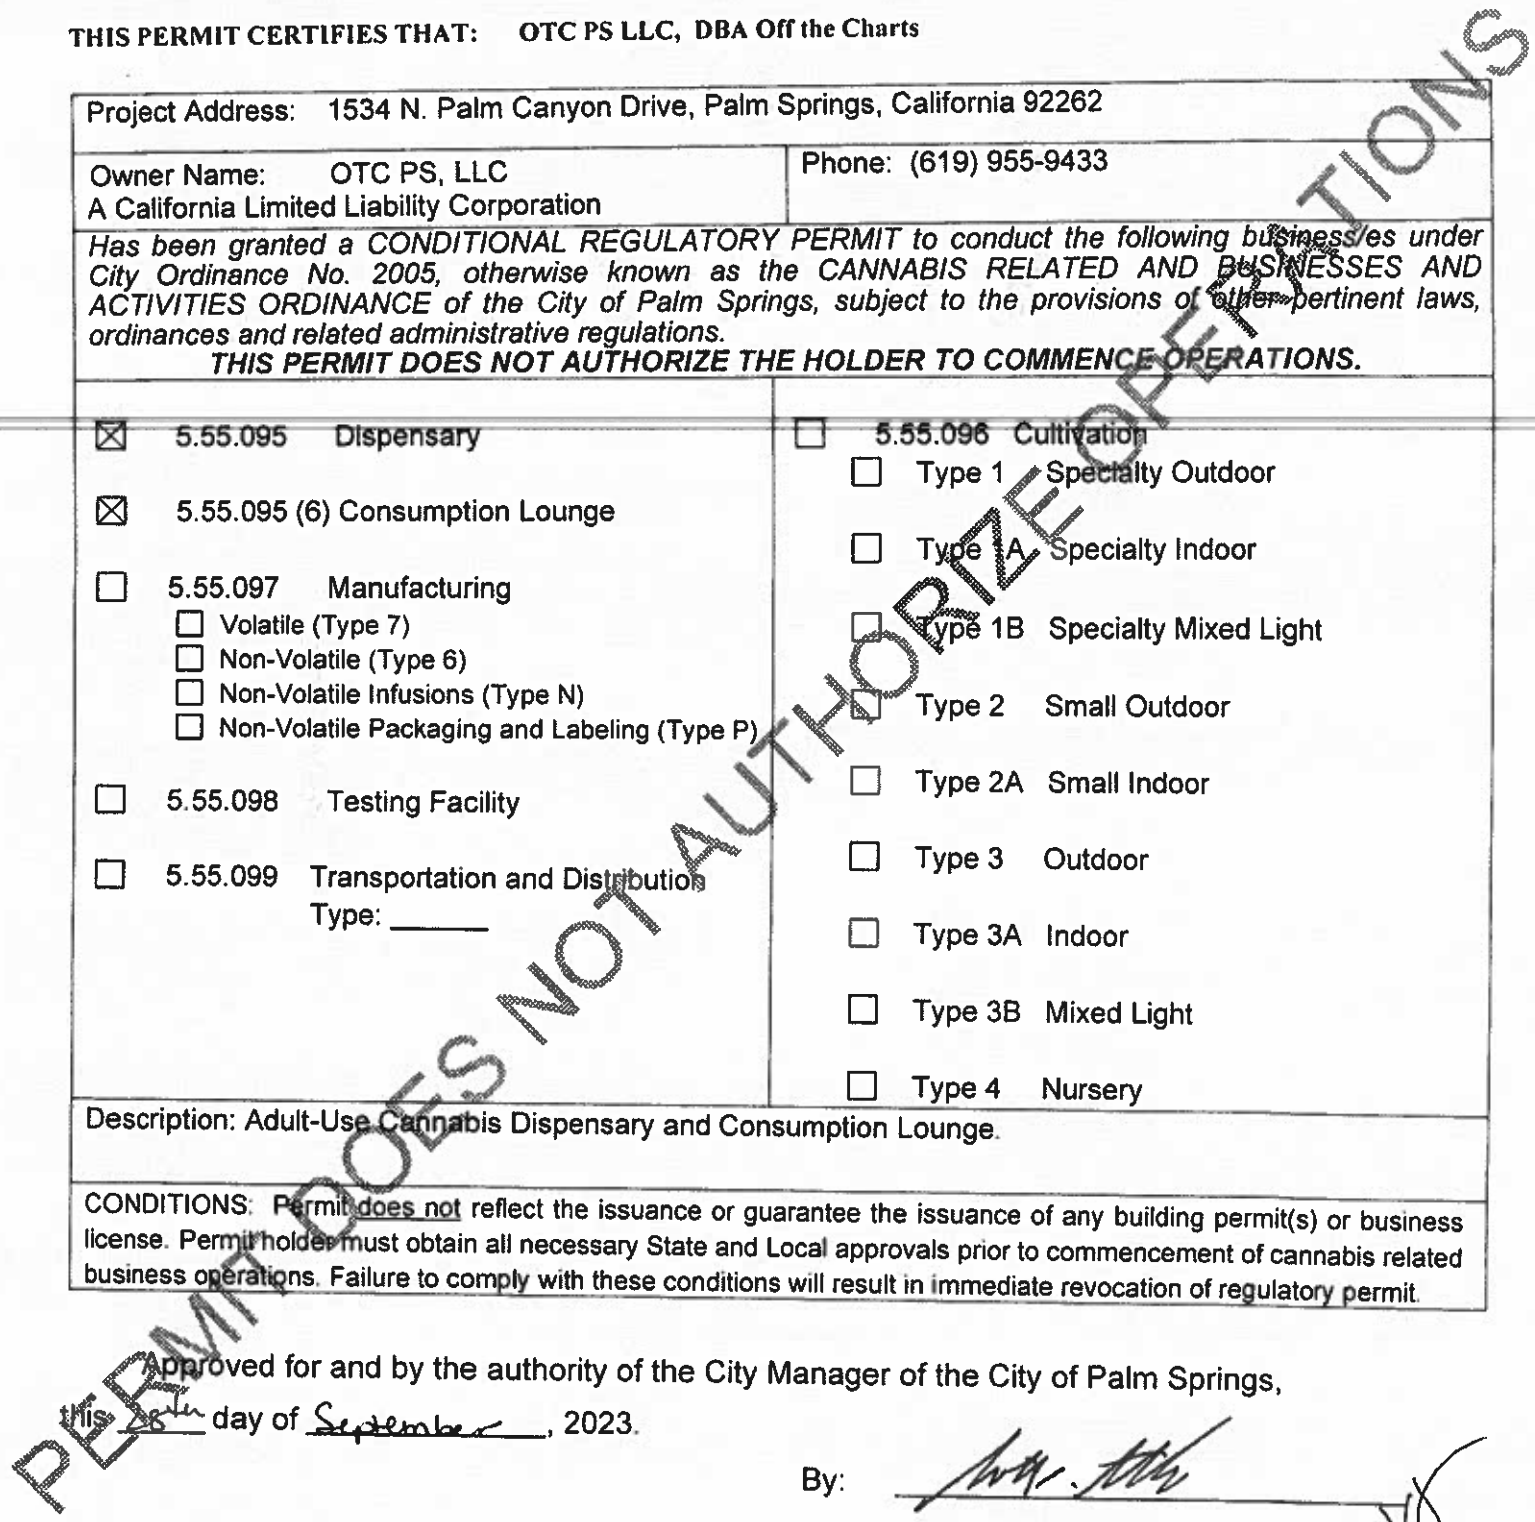 THIS PERMIT CERTIFIES THAT: OTC PS LLC, DBA Off the Charts
Project Address: 1534 N. Palm Canyon Drive, Palm Springs, California 92262
Owner Name: OTC PS, LLC
A California Limited Liability Corporation
Phone: (619) 955-9433
Has been granted a CONDITIONAL REGULATORY PERMIT to conduct the following business/es under
City Ordinance No. 2005, otherwise known as the CANNABIS RELATED AND BUSINESSES AND
ACTIVITIES ORDINANCE of the City of Palm Springs, subject to the provisions of other pertinent laws,
ordinances and related administrative regulations.
THIS PERMIT DOES NOT AUTHORIZE THE HOLDER TO COMMENCE OPERATIONS.
☒ 5.55.095 Dispensary
☒ 5.55.095 (6) Consumption Lounge
☐ 5.55.097 Manufacturing
☐ Volatile (Type 7)
☐ Non-Volatile (Type 6)
☐ Non-Volatile Infusions (Type N)
☐ Non-Volatile Packaging and Labeling (Type P)
☐ 5.55.098 Testing Facility
☐ 5.55.099 Transportation and Distribution
Type: ______
☐ 5.55.096 Cultivation
☐ Type 1 Specialty Outdoor
☐ Type 1A Specialty Indoor
☐ Type 1B Specialty Mixed Light
☐ Type 2 Small Outdoor
☐ Type 2A Small Indoor
☐ Type 3 Outdoor
☐ Type 3A Indoor
☐ Type 3B Mixed Light
☐ Type 4 Nursery
Description: Adult-Use Cannabis Dispensary and Consumption Lounge.
CONDITIONS: Permit does not reflect the issuance or guarantee the issuance of any building permit(s) or business
license. Permit holder must obtain all necessary State and Local approvals prior to commencement of cannabis related
business operations. Failure to comply with these conditions will result in immediate revocation of regulatory permit.
Approved for and by the authority of the City Manager of the City of Palm Springs,
this 28th day of September, 2023.
By:
PERMIT DOES NOT AUTHORIZE OPERATIONS